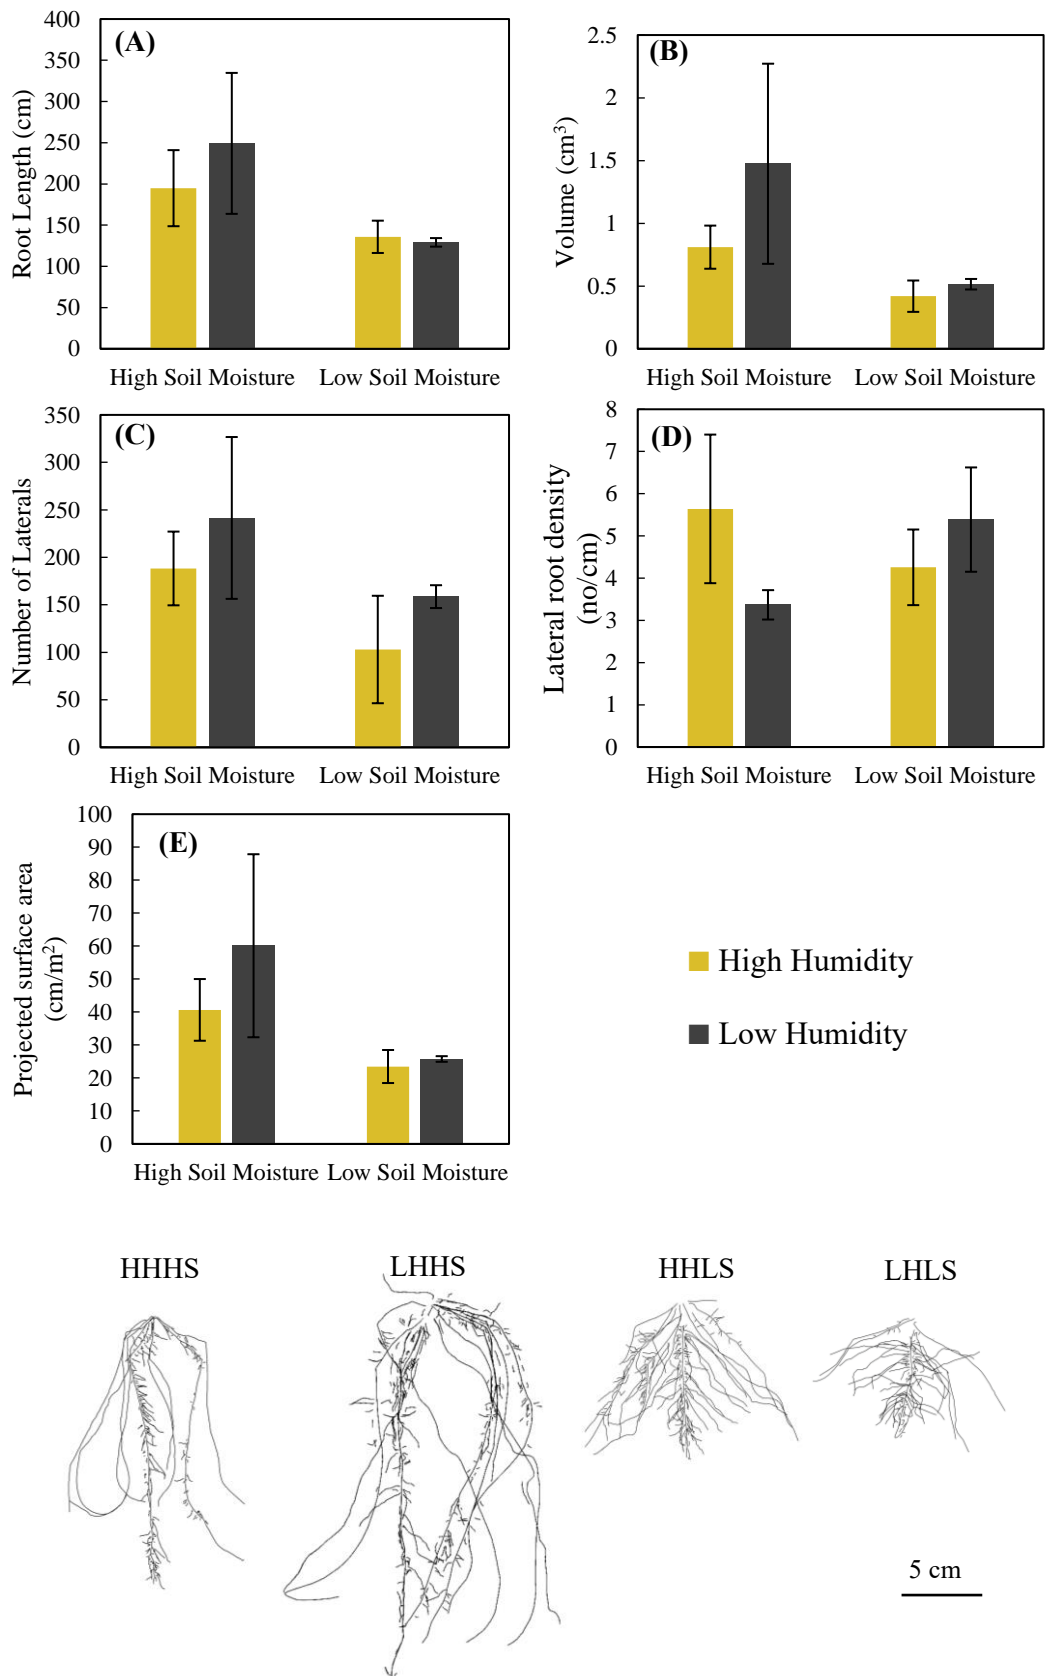 (A)
Root Length (cm)
400
350
300
250
200
150
100
50
0
High Soil Moisture Low Soil Moisture
(B)
Volume (cm³)
2.5
2
1.5
1
0.5
0
High Soil Moisture Low Soil Moisture
(C)
Number of Laterals
350
300
250
200
150
100
50
0
High Soil Moisture Low Soil Moisture
(D)
Lateral root density
(no/cm)
8
7
6
5
4
3
2
1
0
High Soil Moisture Low Soil Moisture
(E)
Projected surface area
(cm/m²)
100
90
80
70
60
50
40
30
20
10
0
High Soil Moisture Low Soil Moisture
High Humidity
Low Humidity
HHHS LHHS HHLS LHLS
5 cm